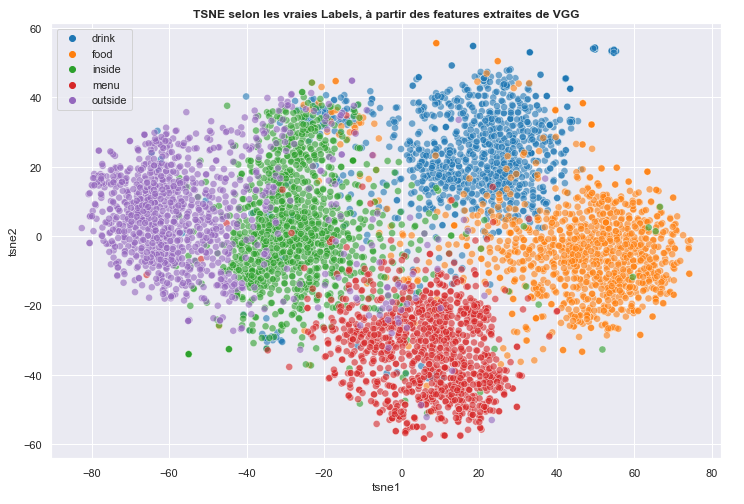 TSNE selon les vraies Labels, à partir des features extraites de VGG
drink
food
inside
menu
outside
60
40
20
0
−20
−40
−60
tsne2
−80 −60 −40 −20 0 20 40 60 80
tsne1